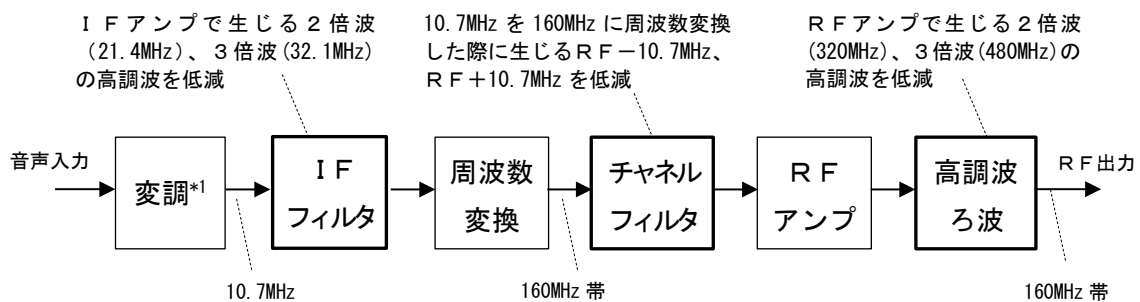 ＩＦアンプで生じる２倍波
(21.4MHz)、３倍波(32.1MHz)
の高調波を低減
10.7MHz を 160MHz に周波数変換
した際に生じるＲＦ－10.7MHz、
ＲＦ＋10.7MHz を低減
ＲＦアンプで生じる２倍波
(320MHz)、３倍波(480MHz)の
高調波を低減
音声入力
変調*1
ＩＦ
フィルタ
周波数
変換
チャネル
フィルタ
ＲＦ
アンプ
高調波
ろ波
ＲＦ出力
10.7MHz
160MHz 帯
160MHz 帯